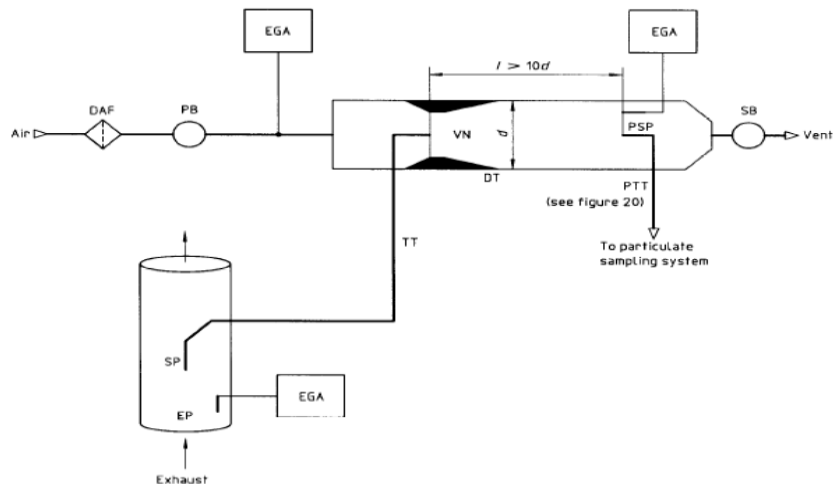 EGA
EGA
l > 10d
DAF
PB
SB
Air
d
VN
PSP
Vent
DT
PTT
(see figure 20)
TT
To particulate
sampling system
SP
EGA
EP
Exhaust